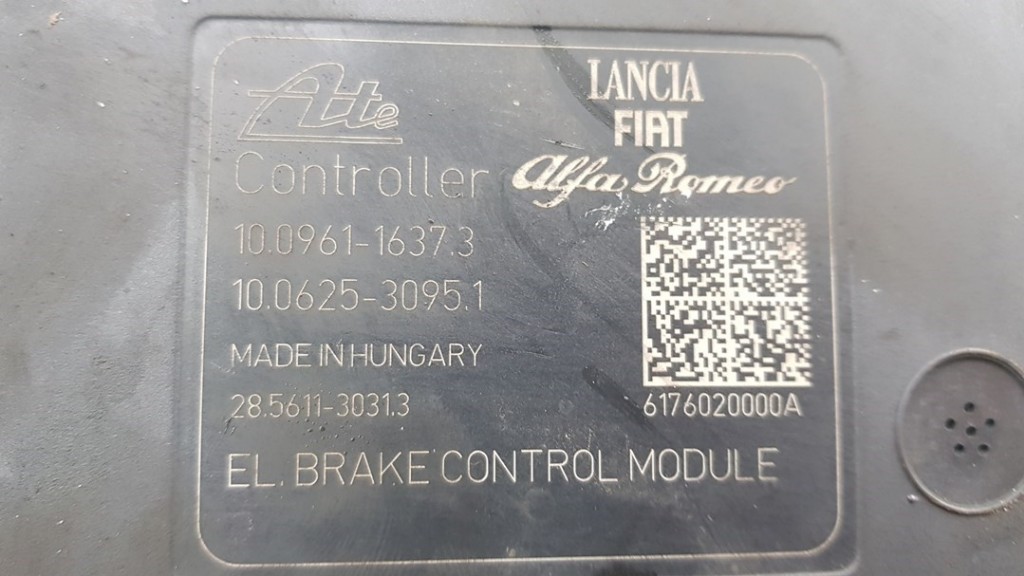 Ate
LANCIA
FIAT
Alfa Romeo
Controller
10.0961-1637.3
10.0625-3095.1
MADE IN HUNGARY
28.5611-3031.3
6176020000A
EL. BRAKE CONTROL MODULE